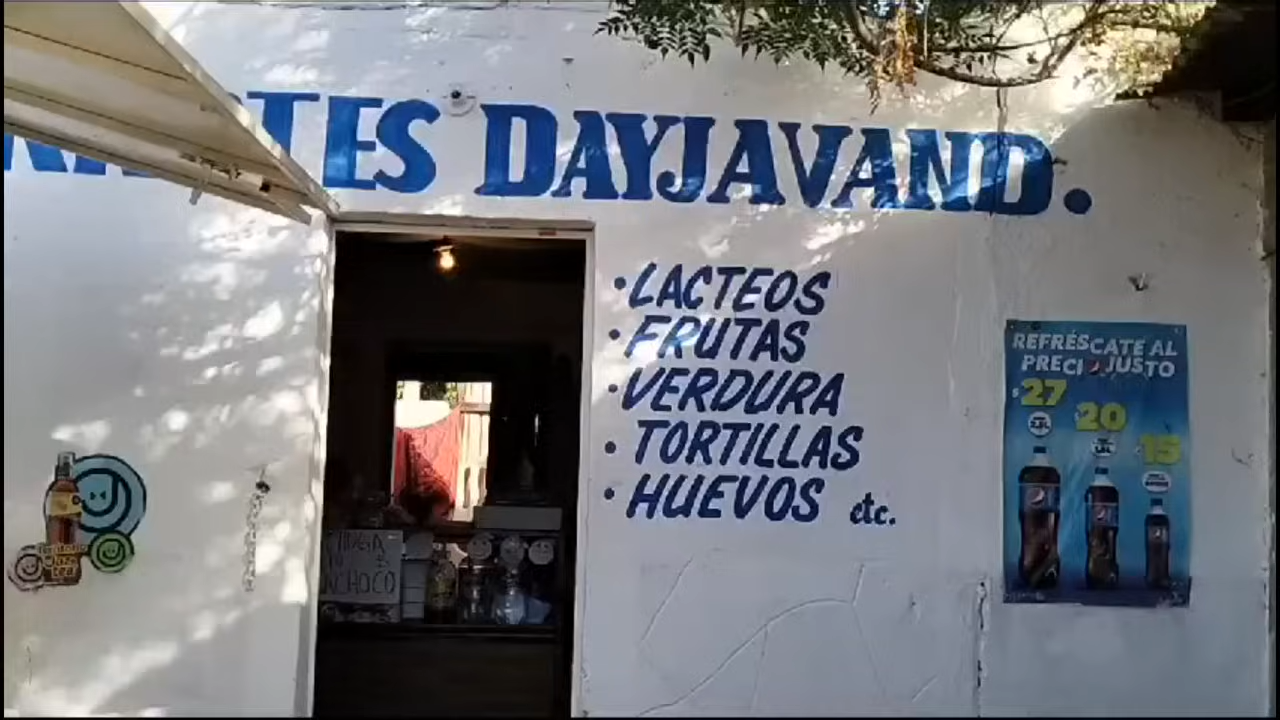 TES DAYJAVAND.
• LACTEOS
• FRUTAS
• VERDURA
• TORTILLAS
• HUEVOS etc.
REFRÉSCATE AL
PRECIO JUSTO
$27
$20
$15